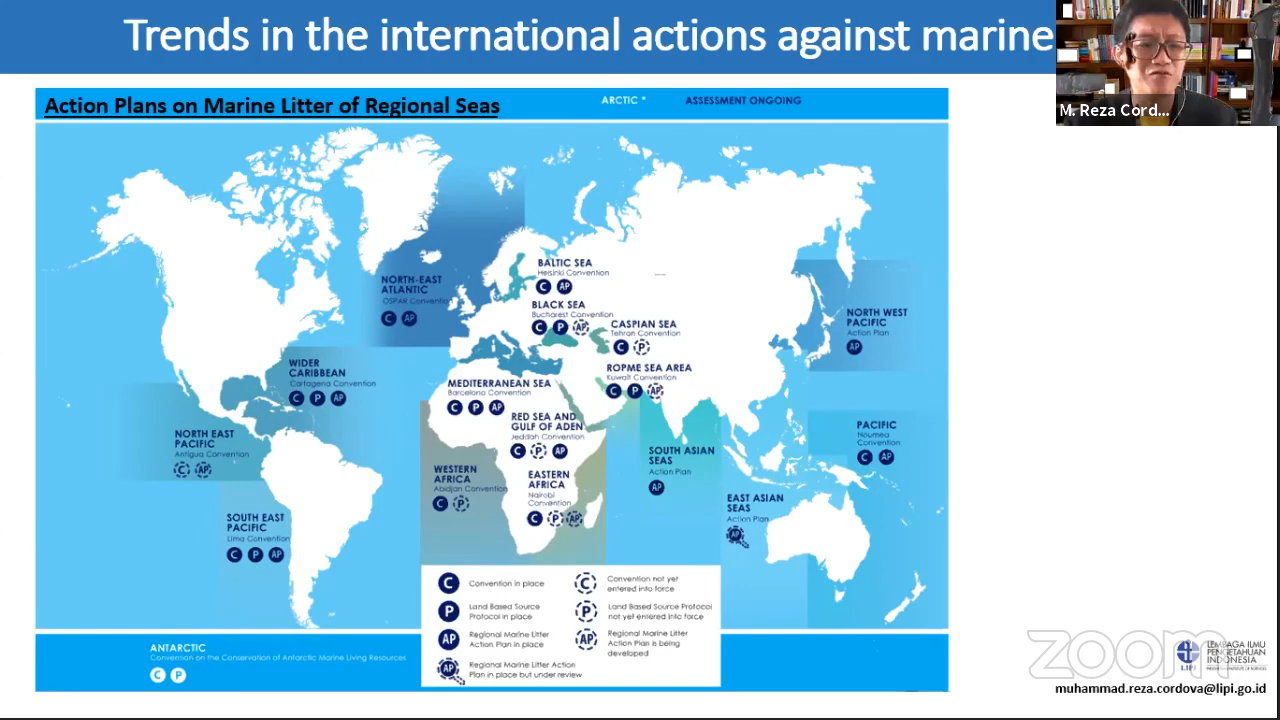 Trends in the international actions against marine
M. Reza Cord...
Action Plans on Marine Litter of Regional Seas
ARCTIC *
ASSESSMENT ONGOING
BALTIC SEA
Helsinki Convention
C AP
NORTH-EAST
ATLANTIC
OSPAR Convention
C AP
BLACK SEA
Bucharest Convention
C P AP
CASPIAN SEA
Tehran Convention
C P
NORTH WEST
PACIFIC
Action Plan
AP
WIDER
CARIBBEAN
Cartagena Convention
C P AP
MEDITERRANEAN SEA
Barcelona Convention
C P AP
ROPME SEA AREA
Kuwait Convention
C P AP
RED SEA AND
GULF OF ADEN
Jeddah Convention
C P AP
NORTH EAST
PACIFIC
Antigua Convention
C AP
PACIFIC
Noumea
Convention
C AP
SOUTH ASIAN
SEAS
Action Plan
AP
WESTERN
AFRICA
Abidjan Convention
C P
EASTERN
AFRICA
Nairobi
Convention
C P AP
EAST ASIAN
SEAS
Action Plan
AP
SOUTH EAST
PACIFIC
Lima Convention
C P AP
C Convention in place
C Convention not yet
entered into force
P Land Based Source
Protocol in place
P Land Based Source Protocol
not yet entered into force
AP Regional Marine Litter
Action Plan in place
AP Regional Marine Litter
Action Plan is being
developed
AP Regional Marine Litter Action
Plan in place but under review
ANTARCTIC
Convention on the Conservation of Antarctic Marine Living Resources
C P
zoom
LIPI
LEMBAGA ILMU
PENGETAHUAN
INDONESIA
muhammad.reza.cordova@lipi.go.id